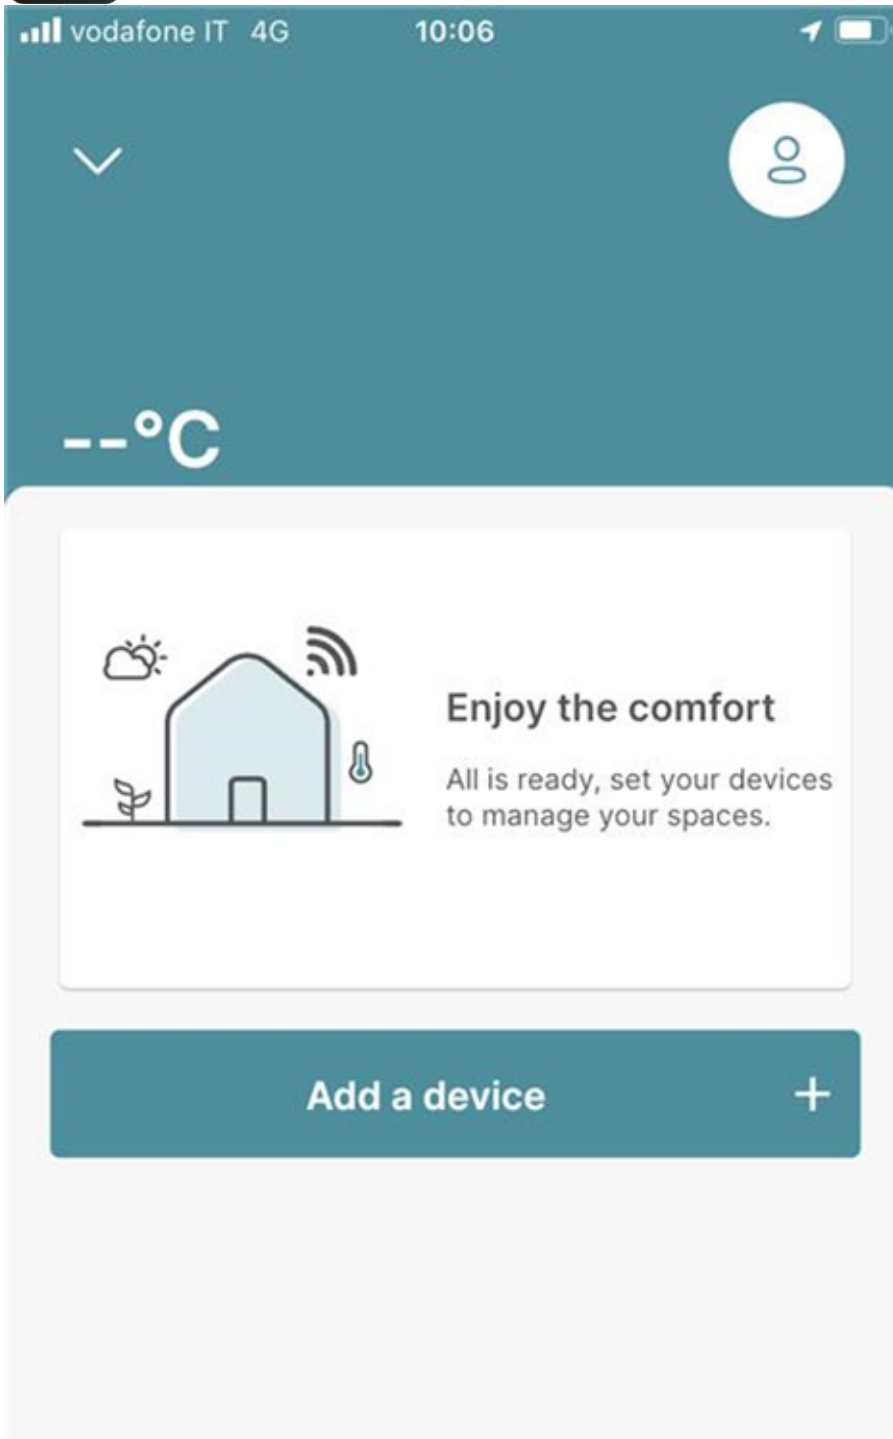 vodafone IT 4G 10:06
--°C
Enjoy the comfort
All is ready, set your devices
to manage your spaces.
Add a device +